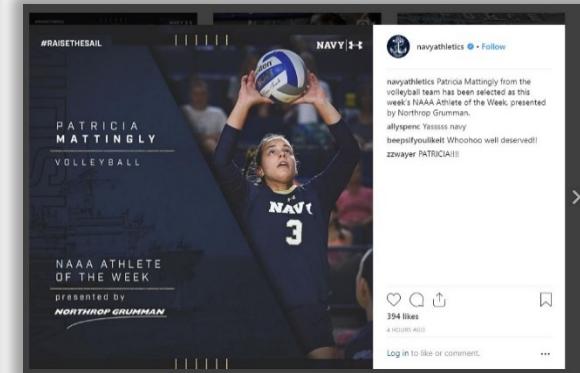 #RAISETHESAIL
NAVY
navyathletics • Follow
PATRICIA
MATTINGLY
VOLLEYBALL
NAAA ATHLETE
OF THE WEEK
presented by
NORTHROP GRUMMAN
NAVY
3
navyathletics Patricia Mattingly from the
volleyball team has been selected as this
week's NAAA Athlete of the Week, presented
by Northrop Grumman.
allyspenc Yasssss navy
beepsifyoulikeit Whoohoo well deserved!!
zzwayer PATRICIA!!!!
394 likes
4 HOURS AGO
Log in to like or comment.